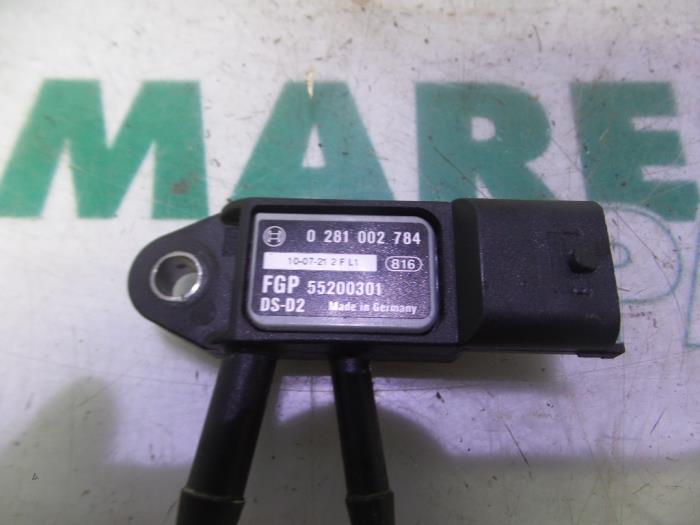 MARE
0 281 002 784
10-07-21 2 F L1
816
FGP 55200301
DS-D2 Made in Germany